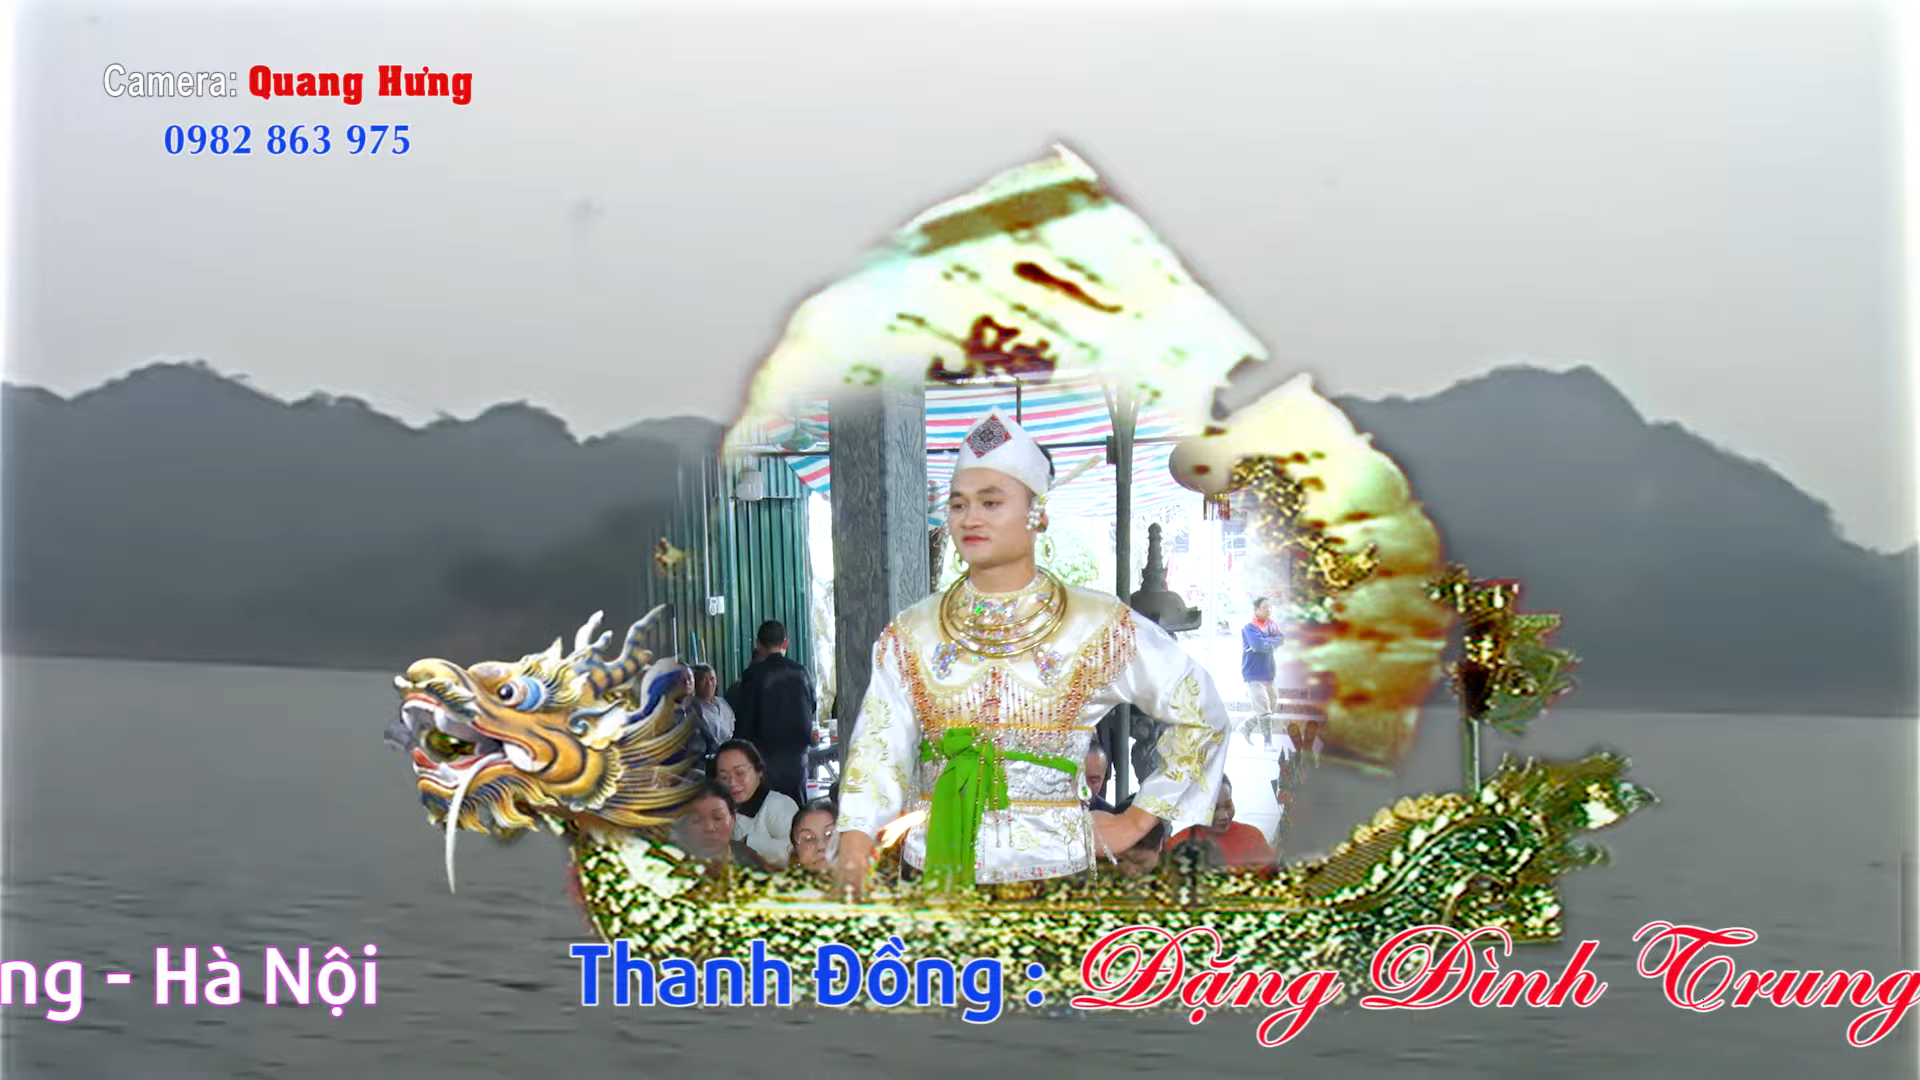 Camera: Quang Hưng
0982 863 975
ng - Hà Nội Thanh Đồng : Đặng Đình Trung